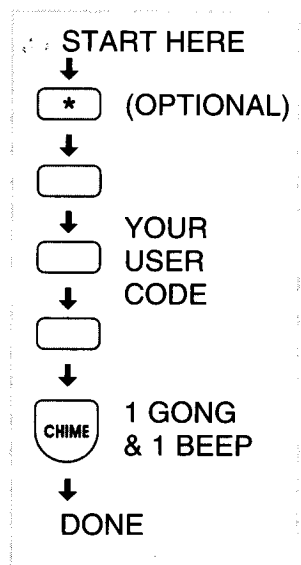 START HERE
* (OPTIONAL)
YOUR
USER
CODE
CHIME 1 GONG
& 1 BEEP
DONE